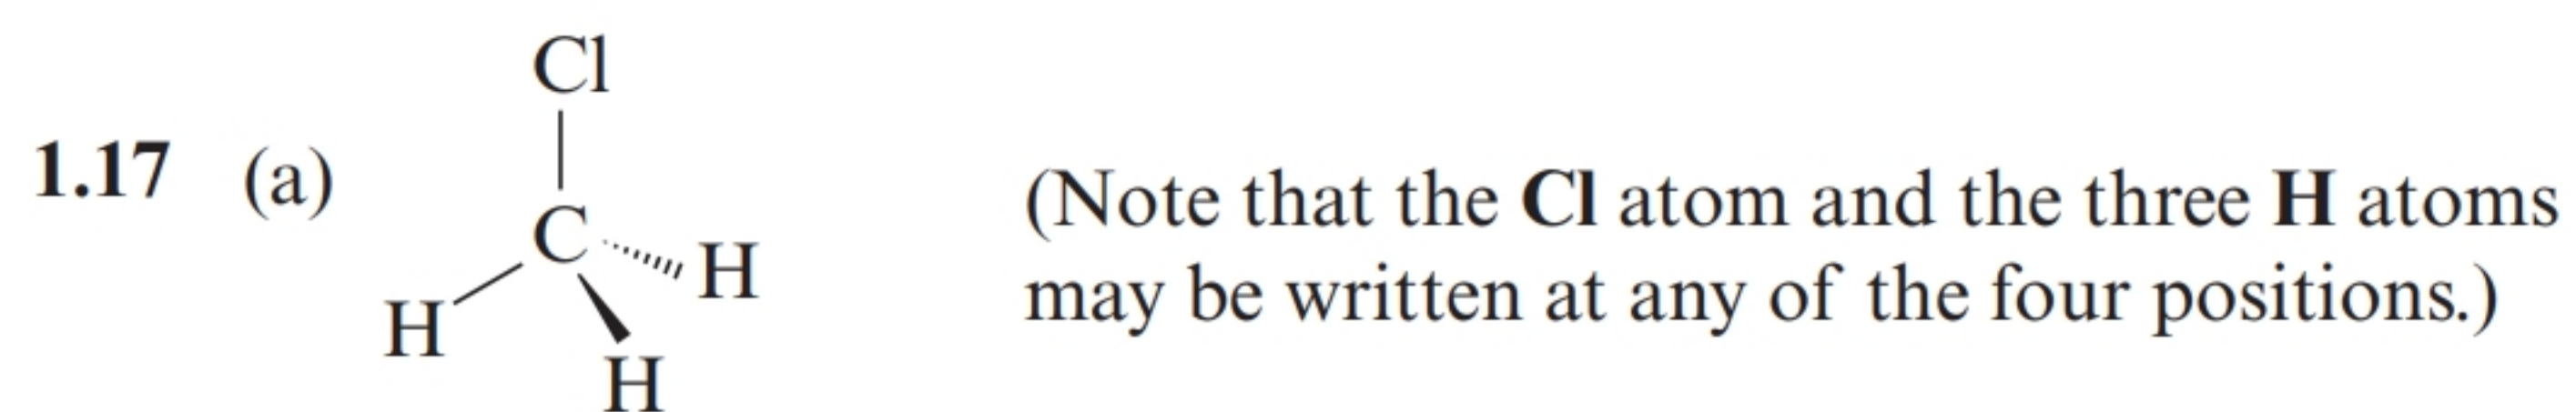 Cl
1.17 (a)
(Note that the Cl atom and the three H atoms
C
H
may be written at any of the four positions.)
H
H